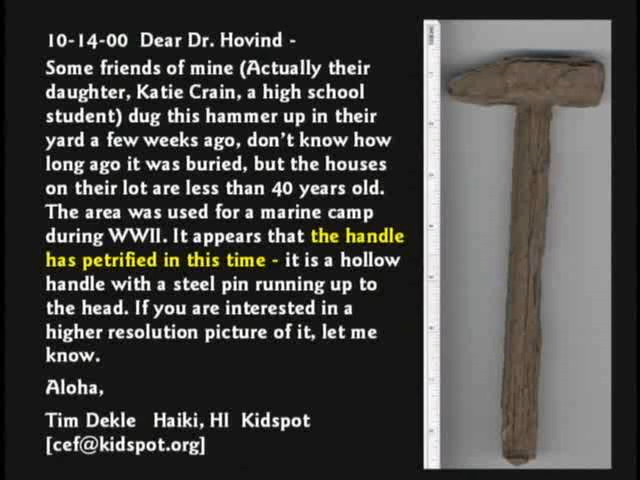 10-14-00  Dear Dr. Hovind -
Some friends of mine (Actually their
daughter, Katie Crain, a high school
student) dug this hammer up in their
yard a few weeks ago, don't know how
long ago it was buried, but the houses
on their lot are less than 40 years old.
The area was used for a marine camp
during WWII. It appears that the handle
has petrified in this time - it is a hollow
handle with a steel pin running up to
the head. If you are interested in a
higher resolution picture of it, let me
know.
Aloha,
Tim Dekle   Haiki, HI  Kidspot
[cef@kidspot.org]